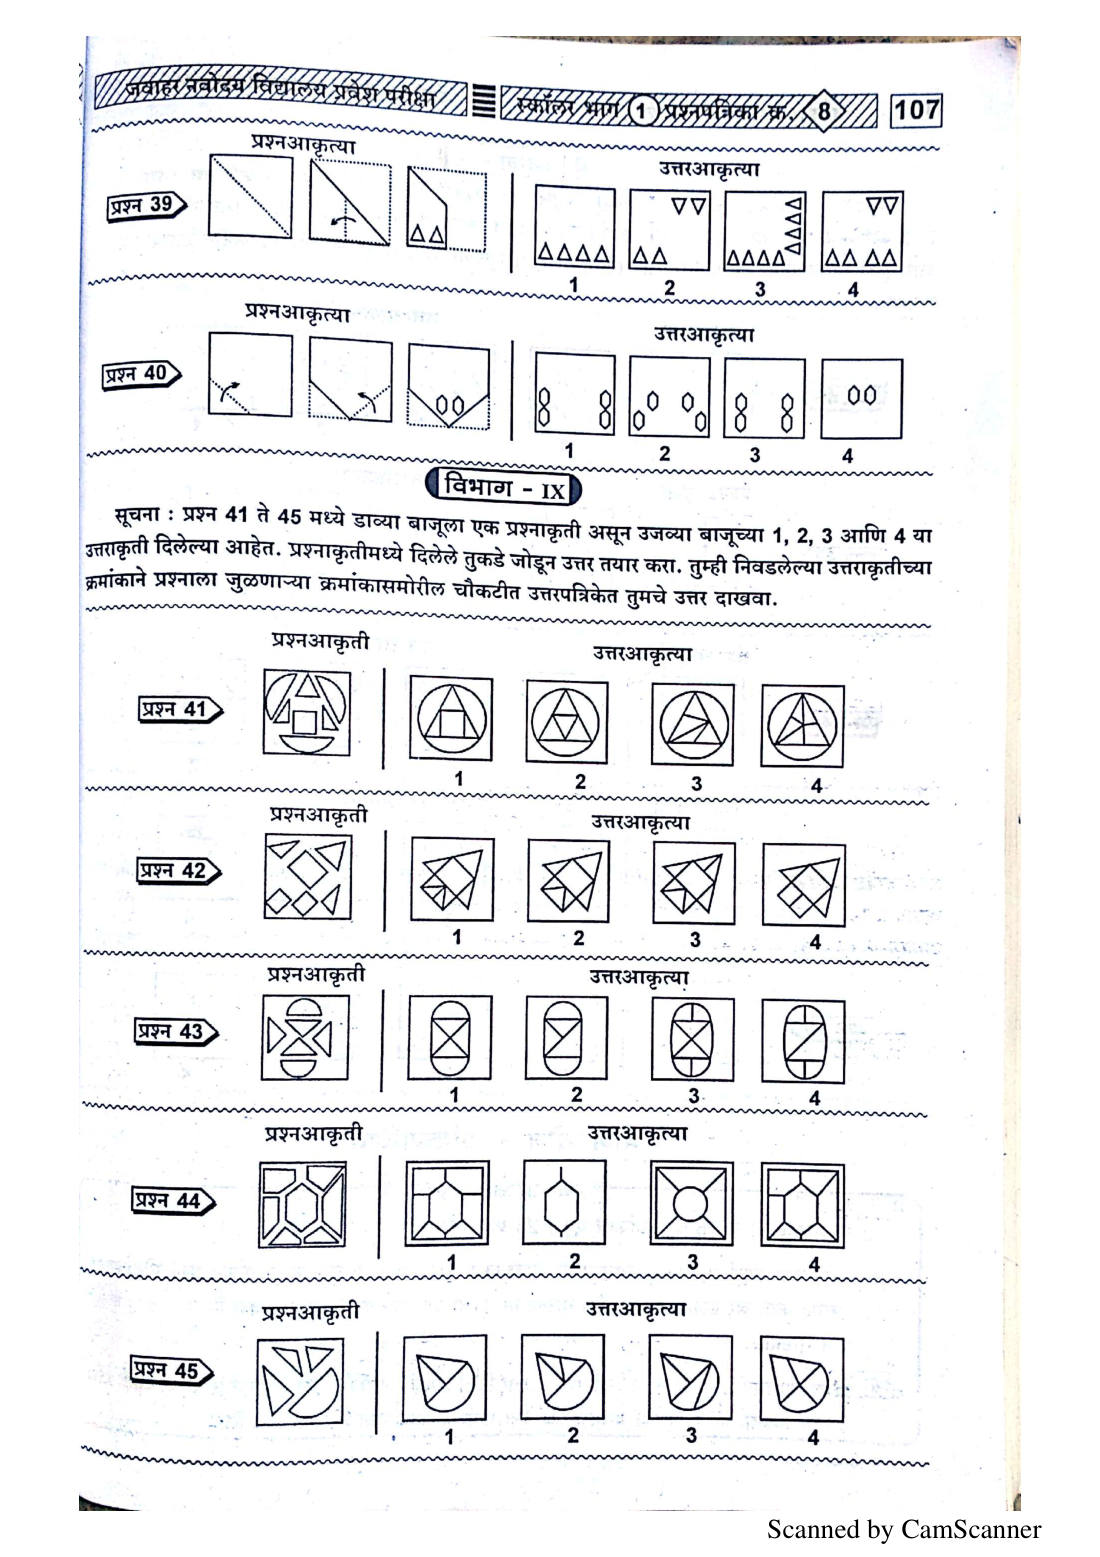 जवाहर नवोदय विद्यालय प्रवेश परीक्षा
स्कॉलर भाग 1 प्रश्नपत्रिका क्र. 8 107
प्रश्नआकृत्या उत्तरआकृत्या
प्रश्न 39
1 2 3 4
प्रश्नआकृत्या उत्तरआकृत्या
प्रश्न 40
1 2 3 4
विभाग - IX
सूचना : प्रश्न 41 ते 45 मध्ये डाव्या बाजूला एक प्रश्नाकृती असून उजव्या बाजूच्या 1, 2, 3 आणि 4 या
उत्तराकृती दिलेल्या आहेत. प्रश्नाकृतीमध्ये दिलेले तुकडे जोडून उत्तर तयार करा. तुम्ही निवडलेल्या उत्तराकृतीच्या
क्रमांकाने प्रश्नाला जुळणाऱ्या क्रमांकासमोरील चौकटीत उत्तरपत्रिकेत तुमचे उत्तर दाखवा.
प्रश्नआकृती उत्तरआकृत्या
प्रश्न 41
1 2 3 4
प्रश्नआकृती उत्तरआकृत्या
प्रश्न 42
1 2 3 4
प्रश्नआकृती उत्तरआकृत्या
प्रश्न 43
1 2 3 4
प्रश्नआकृती उत्तरआकृत्या
प्रश्न 44
1 2 3 4
प्रश्नआकृती उत्तरआकृत्या
प्रश्न 45
1 2 3 4
Scanned by CamScanner